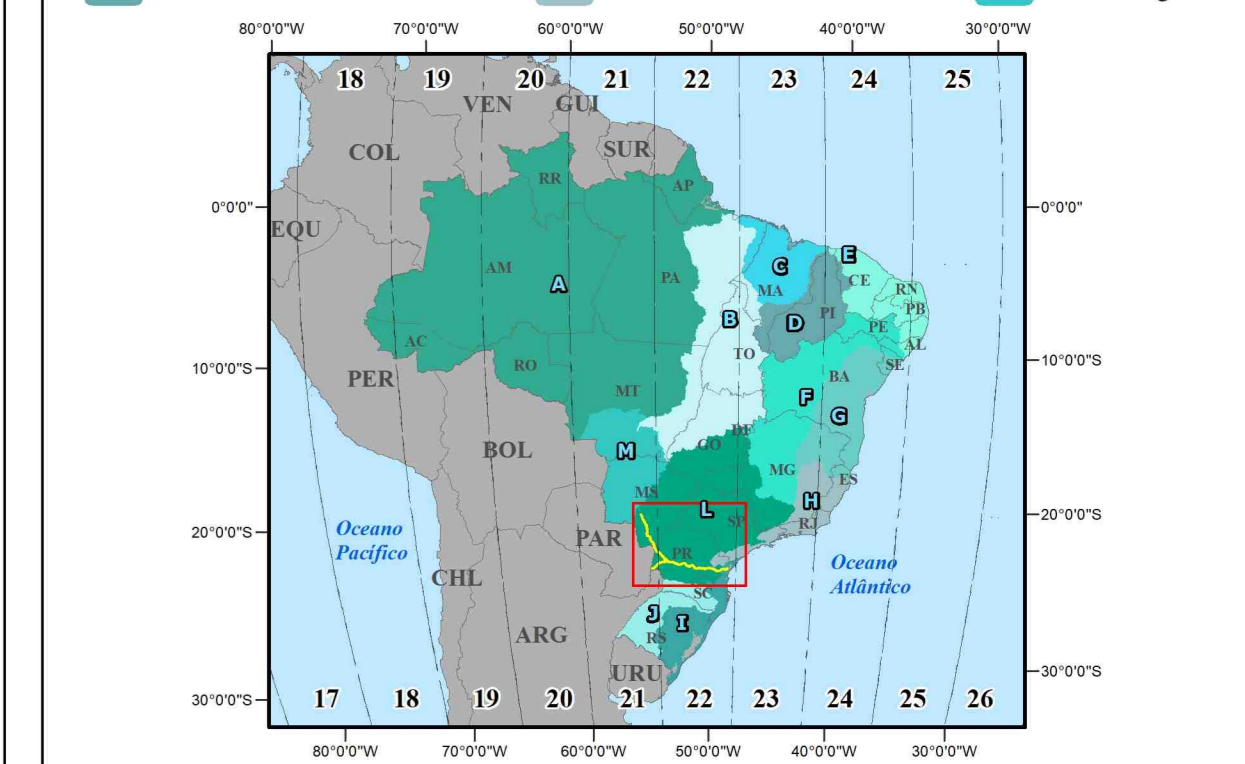 80°0'0"W 70°0'0"W 60°0'0"W 50°0'0"W 40°0'0"W 30°0'0"W
18 19 20 21 22 23 24 25
VEN GUI
COL SUR
RR AP
0°0'0" 0°0'0"
EQU
E
C
AM PA CE
A MA RN
PB
B D PI
PE
AC TO AL
RO SE
10°0'0"S 10°0'0"S
PER BA
MT F
G
DF
BOL M GO
MG
ES
MS H
L
SP RJ
20°0'0"S 20°0'0"S
Oceano
Pacífico
PAR
PR
Oceano
Atlântico
CHL
SC
J I
ARG RS
URU
30°0'0"S 30°0'0"S
17 18 19 20 21 22 23 24 25 26
80°0'0"W 70°0'0"W 60°0'0"W 50°0'0"W 40°0'0"W 30°0'0"W